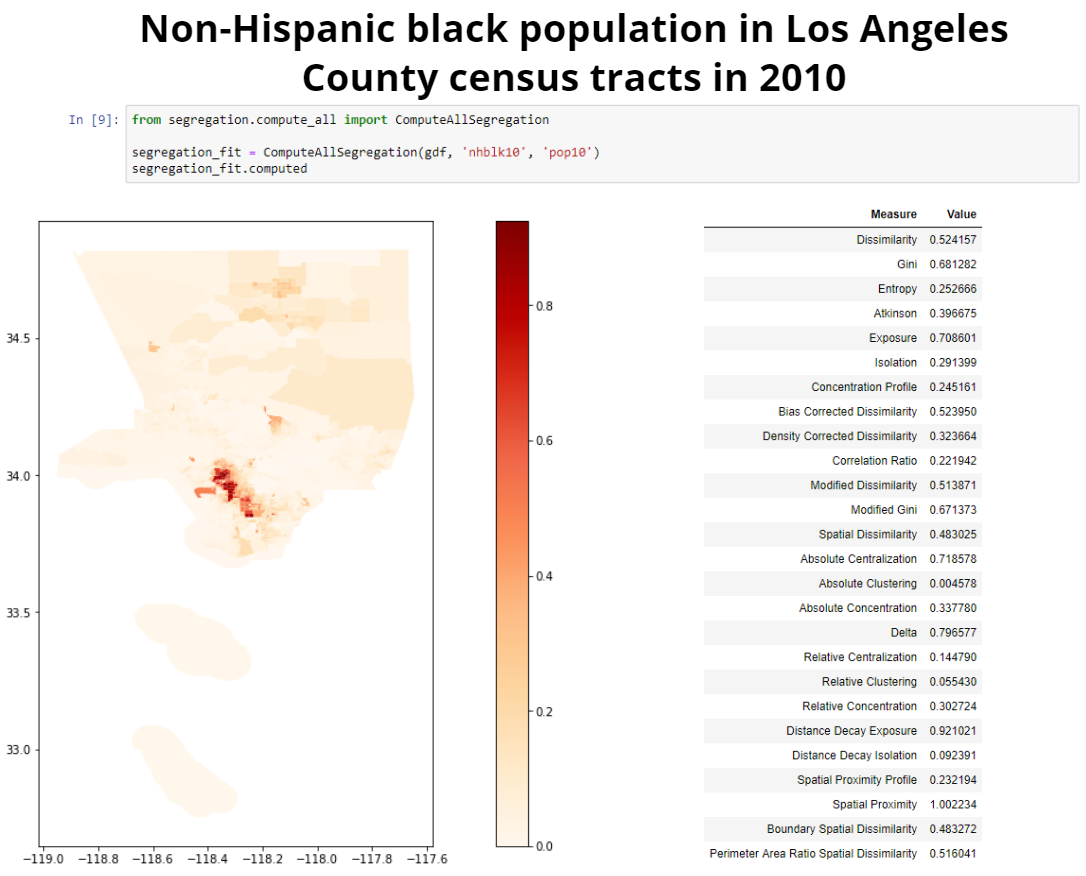 Non-Hispanic black population in Los Angeles
County census tracts in 2010
In [9]: from segregation.compute_all import ComputeAllSegregation
segregation_fit = ComputeAllSegregation(gdf, 'nhblk10', 'pop10')
segregation_fit.computed
34.5
34.0
33.5
33.0
−119.0 −118.8 −118.6 −118.4 −118.2 −118.0 −117.8 −117.6
0.8
0.6
0.4
0.2
0.0
Measure Value
Dissimilarity 0.524157
Gini 0.681282
Entropy 0.252666
Atkinson 0.396675
Exposure 0.708601
Isolation 0.291399
Concentration Profile 0.245161
Bias Corrected Dissimilarity 0.523950
Density Corrected Dissimilarity 0.323664
Correlation Ratio 0.221942
Modified Dissimilarity 0.513871
Modified Gini 0.671373
Spatial Dissimilarity 0.483025
Absolute Centralization 0.718578
Absolute Clustering 0.004578
Absolute Concentration 0.337780
Delta 0.796577
Relative Centralization 0.144790
Relative Clustering 0.055430
Relative Concentration 0.302724
Distance Decay Exposure 0.921021
Distance Decay Isolation 0.092391
Spatial Proximity Profile 0.232194
Spatial Proximity 1.002234
Boundary Spatial Dissimilarity 0.483272
Perimeter Area Ratio Spatial Dissimilarity 0.516041